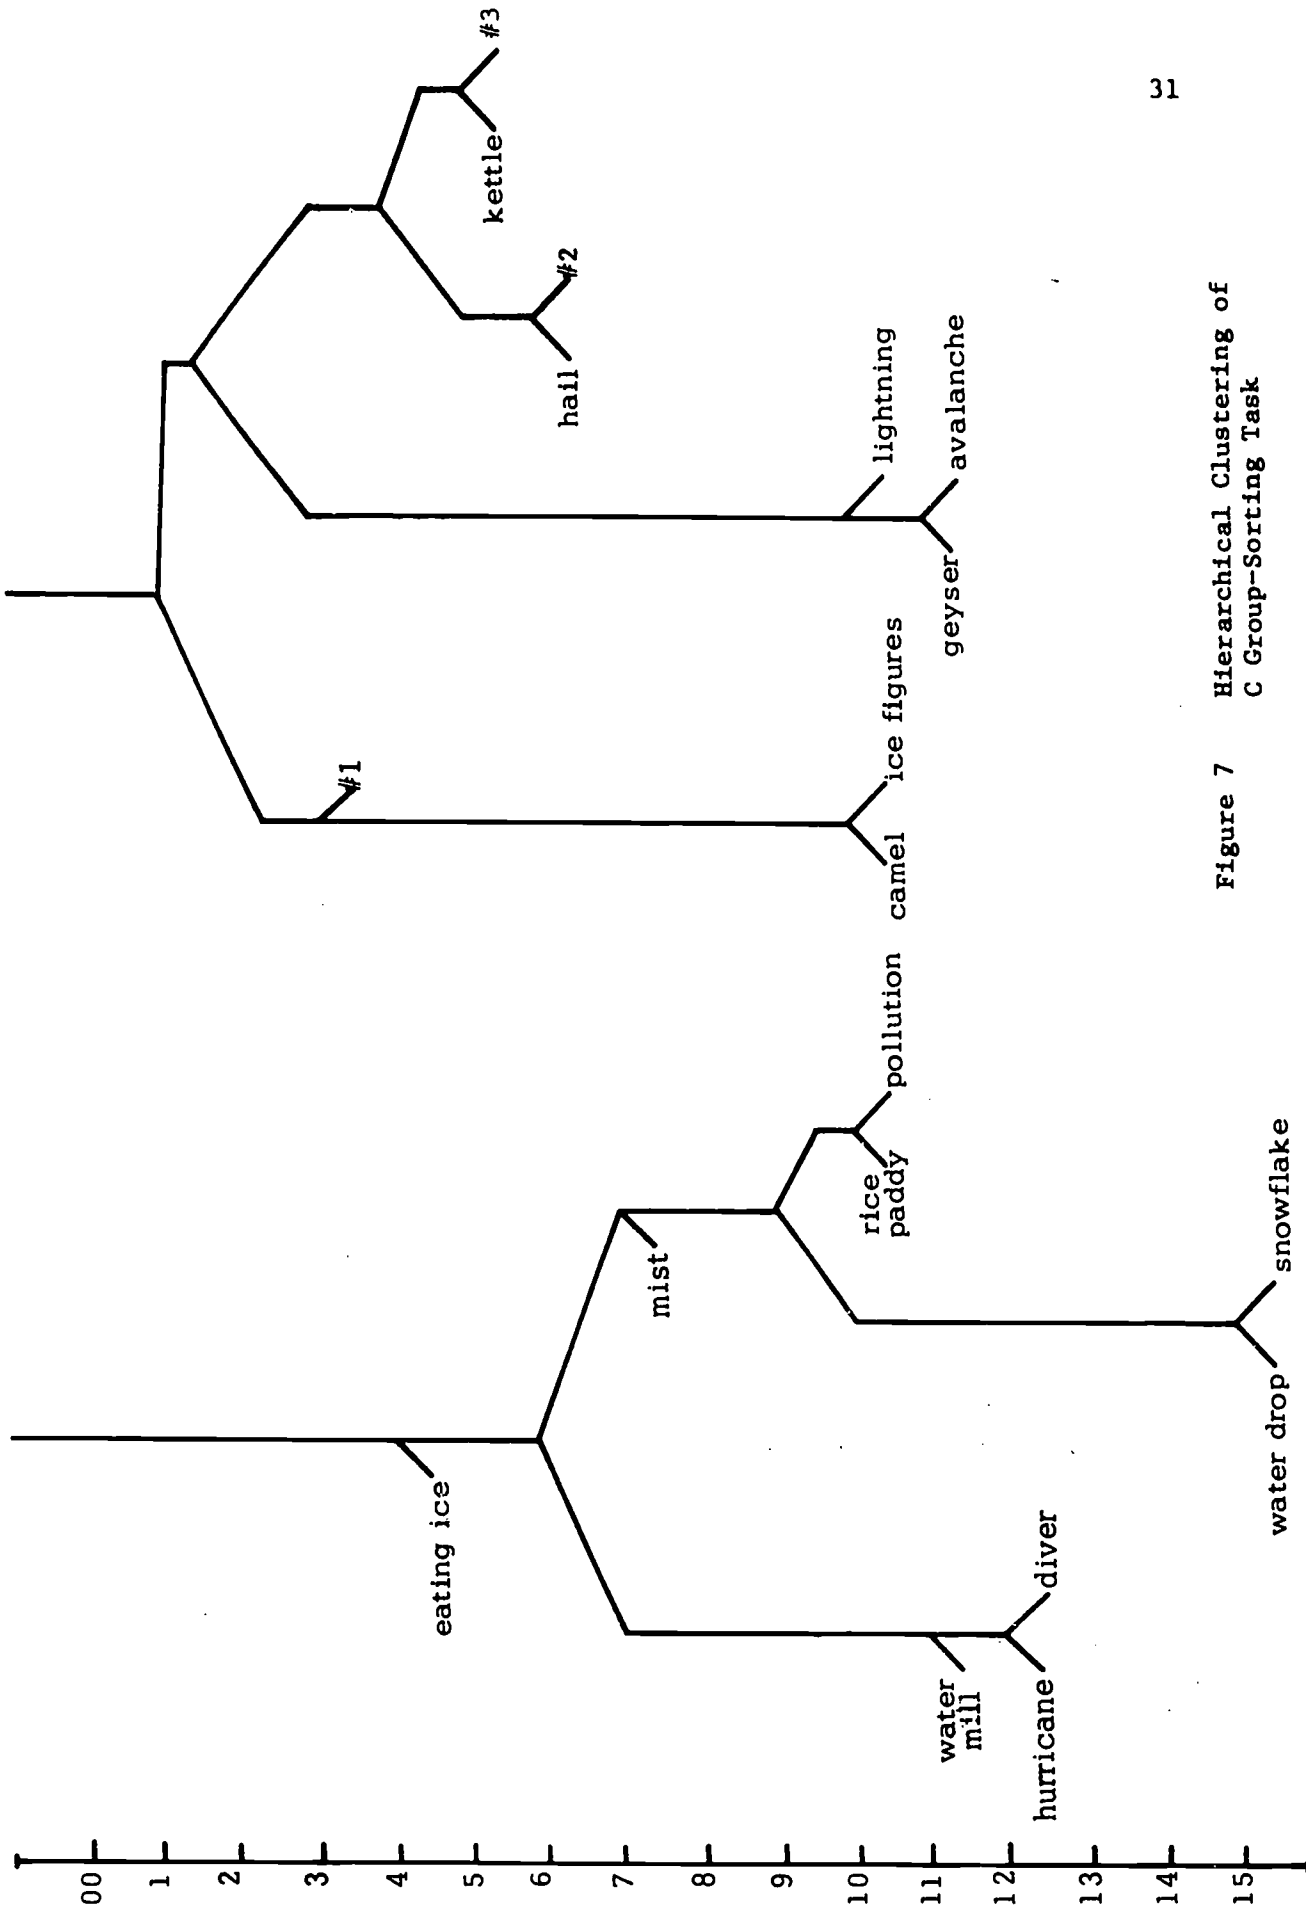 31
00
1
2
3
4
5
6
7
8
9
10
11
12
13
14
15
eating ice
mist
water
mill
hurricane
diver
rice
paddy
pollution
water drop
snowflake
#1
camel
ice figures
lightning
geyser
avalanche
hail
#2
kettle
#3
Figure 7 Hierarchical Clustering of
C Group-Sorting Task